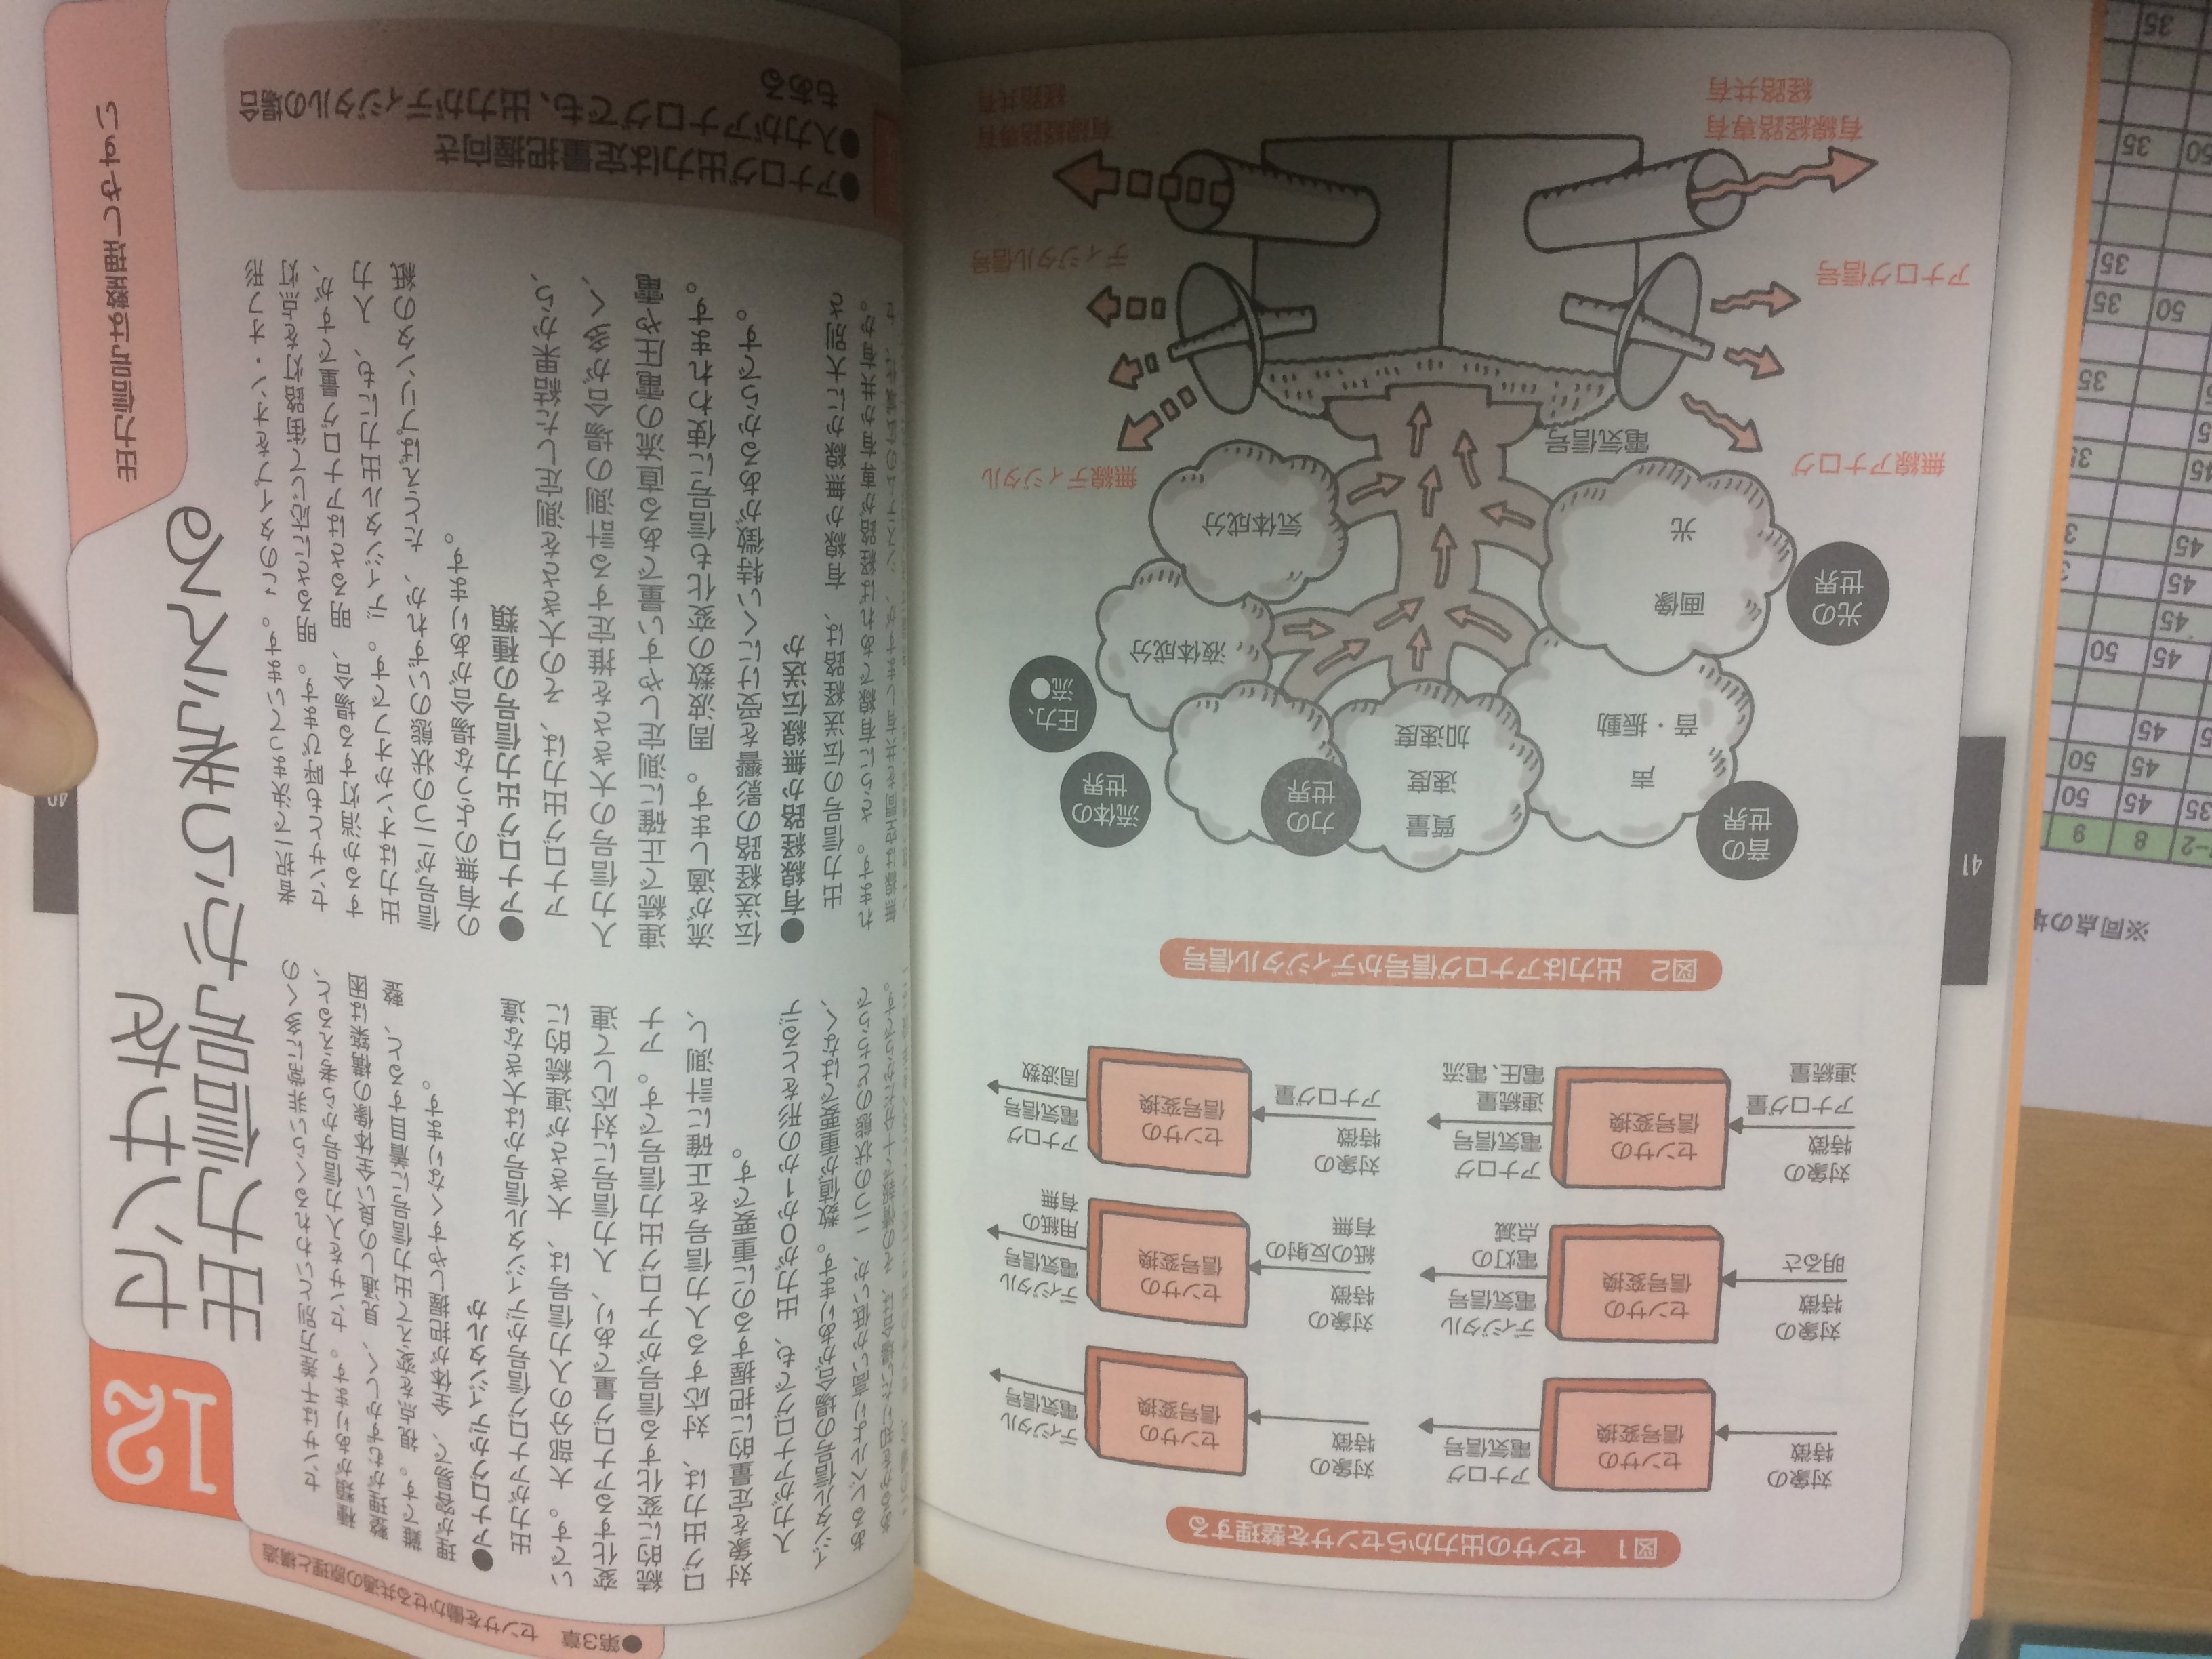 ●第3章 センサを働かせる共通の原理と構造
12
センサを
出力信号から考える
出力信号は整理しやすい
センサは千差万別といわれるくらい非常に多くの
種類があります。センサを入力信号から考えると、
整理がむずかしく、見通しの良い全体像の構築は困
難です。視点を変えて出力信号に着目すると、整
理が容易で、全体が把握しやすくなります。
●アナログかディジタルか
出力がアナログ信号かディジタル信号かは大きな違
いです。大部分の入力信号は、大きさが連続的に
変化するアナログ量であり、入力信号に対応して連
続的に変化する信号がアナログ出力信号です。アナ
ログ出力は、対応する入力信号を正確に計測し、
対象を定量的に把握するのに重要です。
入力がアナログでも、出力が0か1かの形をとるデ
ィジタル信号の場合があります。数値が重要ではなく、
あるレベルより高いか低いか、二つの状態のどちらで
あるかを知りたい場合は、その情報で十分だからです。
者択一で決まっています。このタイプをオン・オフ形
センサとも呼びます。明るさに応じて街路灯を点灯
するか消灯する場合、明るさはアナログ量ですが、
出力はオンかオフです。ディジタル出力にも、入力
信号が二つの状態のいずれか、たとえばプリンタの紙
の有無のような場合があります。
●アナログ出力信号の種類
アナログ出力は、その大きさを測定した結果から、
入力信号の大きさを推定する計測の場合が多く、
連続で正確に測定しやすい量である直流の電圧や電
流が適します。周波数の変化も信号に使われます。
伝送経路の影響を受けにくい特徴があるからです。
●有線経路か無線伝送か
出力信号の伝送経路は、有線か無線かに大別さ
れます。さらに有線であれば経路が専有か共有か。
無線は空間を共有しますが、システムの広域化、セ
●アナログ出力は定量把握向き
●入力がアナログでも、出力がディジタルの場合
もある
40
図1 センサの出力からセンサを整理する
対象の
特徴
センサの
信号変換
アナログ
電気信号
対象の
特徴
センサの
信号変換
ディジタル
電気信号
対象の
特徴
明るさ
センサの
信号変換
ディジタル
電気信号
電灯の
点滅
対象の
特徴
紙の反射の
有無
センサの
信号変換
ディジタル
電気信号
用紙の
有無
対象の
特徴
アナログ量
連続量
センサの
信号変換
アナログ
電気信号
連続量
電圧、電流
対象の
特徴
アナログ量
センサの
信号変換
アナログ
電気信号
周波数
図2 出力はアナログ信号かディジタル信号
音の
世界
声
音・振動
質量
速度
加速度
力の
世界
流体の
世界
圧力、
流●
液体成分
光の
世界
画像
光
気体成分
無線アナログ
電気信号
無線ディジタル
アナログ信号
ディジタル信号
有線経路専有
経路共有
有線経路専有
経路共有
41
※同点の場
-2 8 9
35 45 50
45 50
5 45
45 50
45
45 3
45 3
45 35
5
5 35
50 35
35
50 35
35